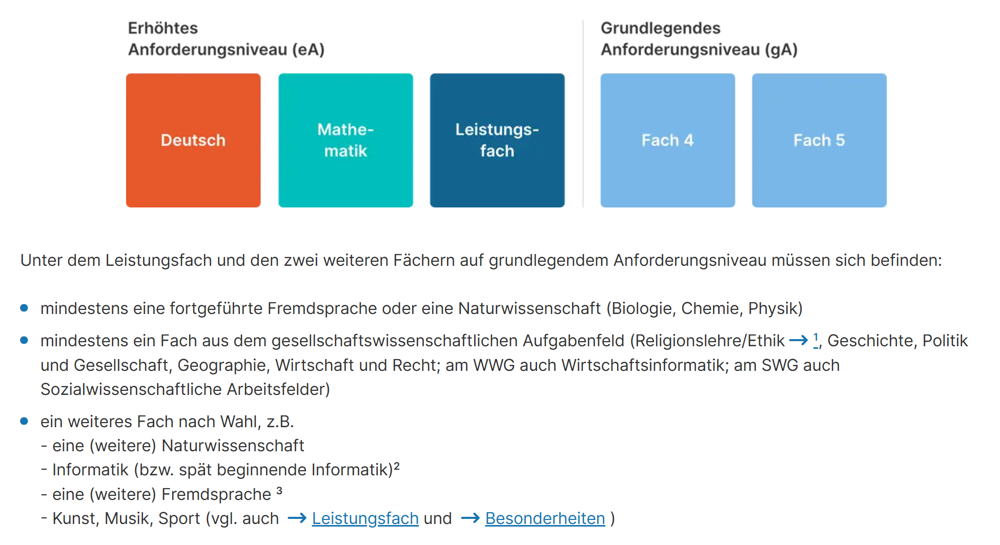 Erhöhtes
Anforderungsniveau (eA)
Grundlegendes
Anforderungsniveau (gA)
Deutsch
Mathe-
matik
Leistungs-
fach
Fach 4
Fach 5
Unter dem Leistungsfach und den zwei weiteren Fächern auf grundlegendem Anforderungsniveau müssen sich befinden:
• mindestens eine fortgeführte Fremdsprache oder eine Naturwissenschaft (Biologie, Chemie, Physik)
• mindestens ein Fach aus dem gesellschaftswissenschaftlichen Aufgabenfeld (Religionslehre/Ethik → ¹, Geschichte, Politik
und Gesellschaft, Geographie, Wirtschaft und Recht; am WWG auch Wirtschaftsinformatik; am SWG auch
Sozialwissenschaftliche Arbeitsfelder)
• ein weiteres Fach nach Wahl, z.B.
- eine (weitere) Naturwissenschaft
- Informatik (bzw. spät beginnende Informatik)²
- eine (weitere) Fremdsprache ³
- Kunst, Musik, Sport (vgl. auch → Leistungsfach und → Besonderheiten )